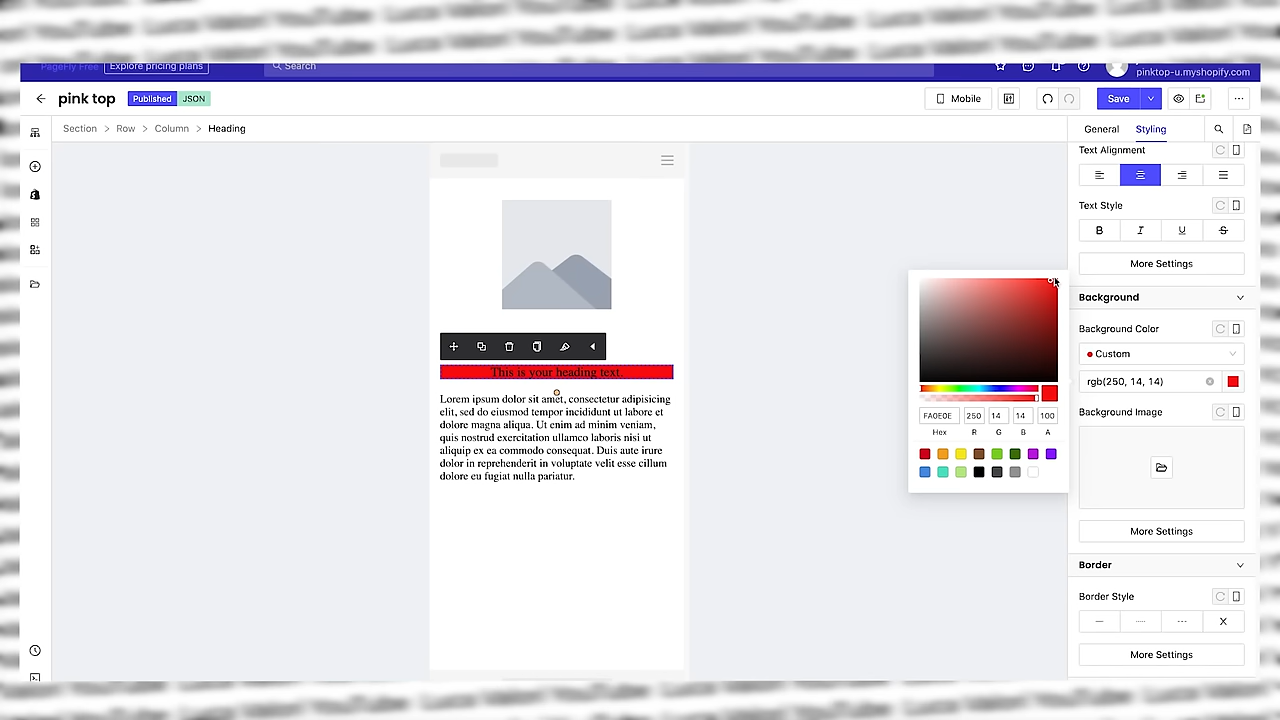 PageFly Free Explore pricing plans Search
pinktop-u.myshopify.com
pink top Published JSON Mobile Save
Section > Row > Column > Heading General Styling
Text Alignment
Text Style
B I U S
More Settings
Background
Background Color
Custom
rgb(250, 14, 14)
Background Image
More Settings
Border
Border Style
X
More Settings
This is your heading text.
Lorem ipsum dolor sit amet, consectetur adipisicing
elit, sed do eiusmod tempor incididunt ut labore et
dolore magna aliqua. Ut enim ad minim veniam,
quis nostrud exercitation ullamco laboris nisi ut
aliquip ex ea commodo consequat. Duis aute irure
dolor in reprehenderit in voluptate velit esse cillum
dolore eu fugiat nulla pariatur.
FA0E0E 250 14 14 100
Hex R G B A